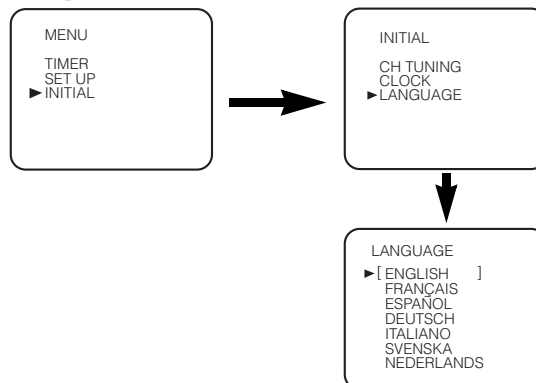 MENU
TIMER
SET UP
►INITIAL
INITIAL
CH TUNING
CLOCK
►LANGUAGE
LANGUAGE
►[ ENGLISH ]
FRANÇAIS
ESPAÑOL
DEUTSCH
ITALIANO
SVENSKA
NEDERLANDS